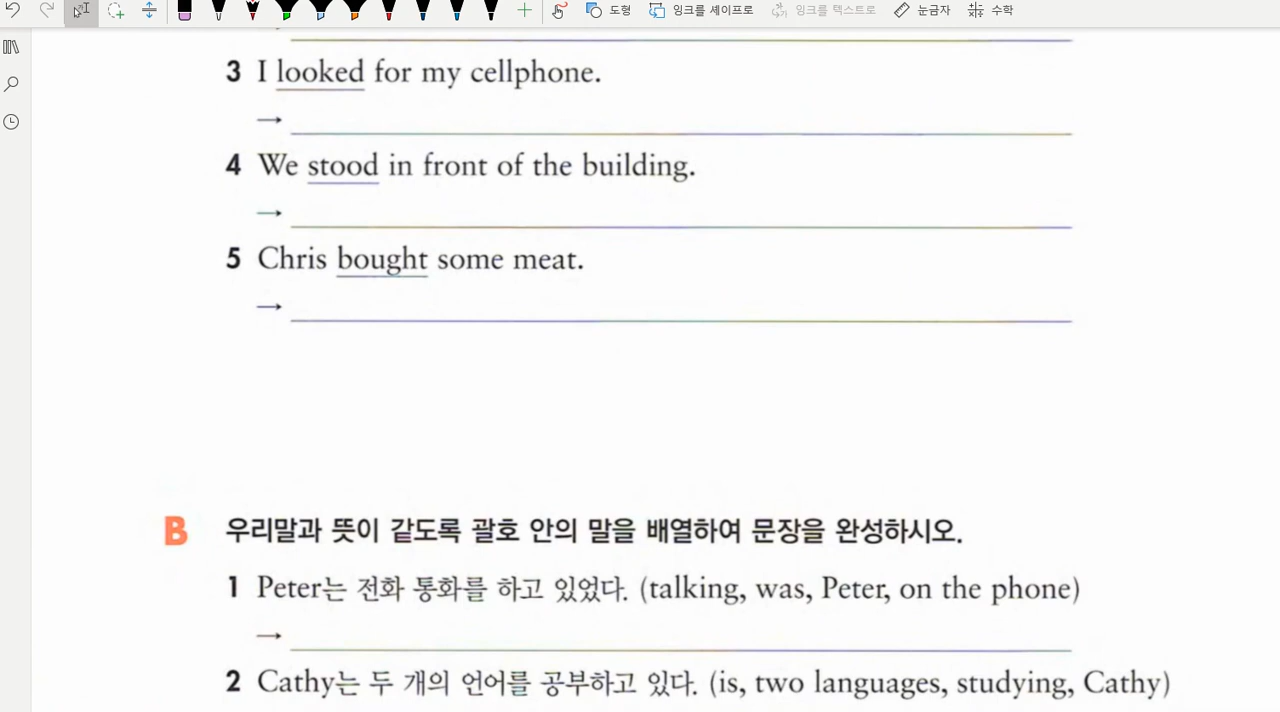 도형 잉크를 셰이프로 잉크를 텍스트로 눈금자 수학
3 I looked for my cellphone.
→
4 We stood in front of the building.
→
5 Chris bought some meat.
→
B 우리말과 뜻이 같도록 괄호 안의 말을 배열하여 문장을 완성하시오.
1 Peter는 전화 통화를 하고 있었다. (talking, was, Peter, on the phone)
→
2 Cathy는 두 개의 언어를 공부하고 있다. (is, two languages, studying, Cathy)